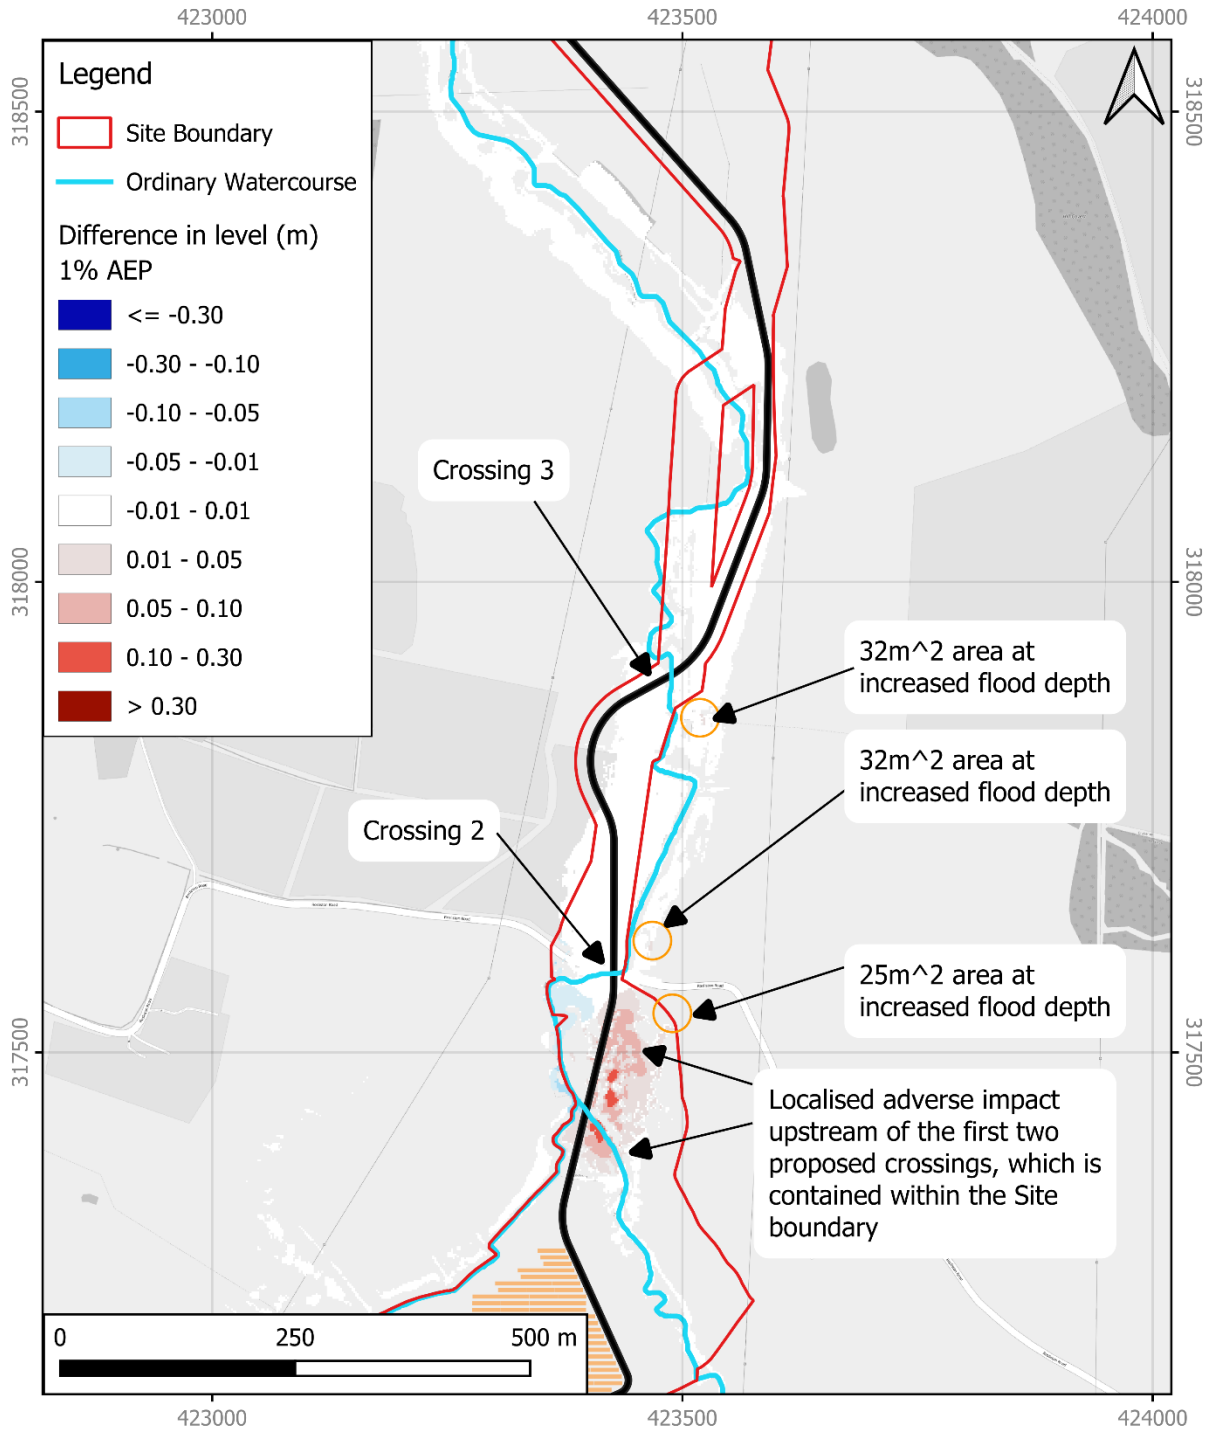 423000
423500
424000
318500
318500
Legend
Site Boundary
Ordinary Watercourse
Difference in level (m)
1% AEP
<= -0.30
-0.30 - -0.10
-0.10 - -0.05
-0.05 - -0.01
-0.01 - 0.01
0.01 - 0.05
0.05 - 0.10
0.10 - 0.30
> 0.30
Crossing 3
318000
318000
32m^2 area at
increased flood depth
32m^2 area at
increased flood depth
Crossing 2
25m^2 area at
increased flood depth
317500
317500
Localised adverse impact
upstream of the first two
proposed crossings, which is
contained within the Site
boundary
0
250
500 m
423000
423500
424000